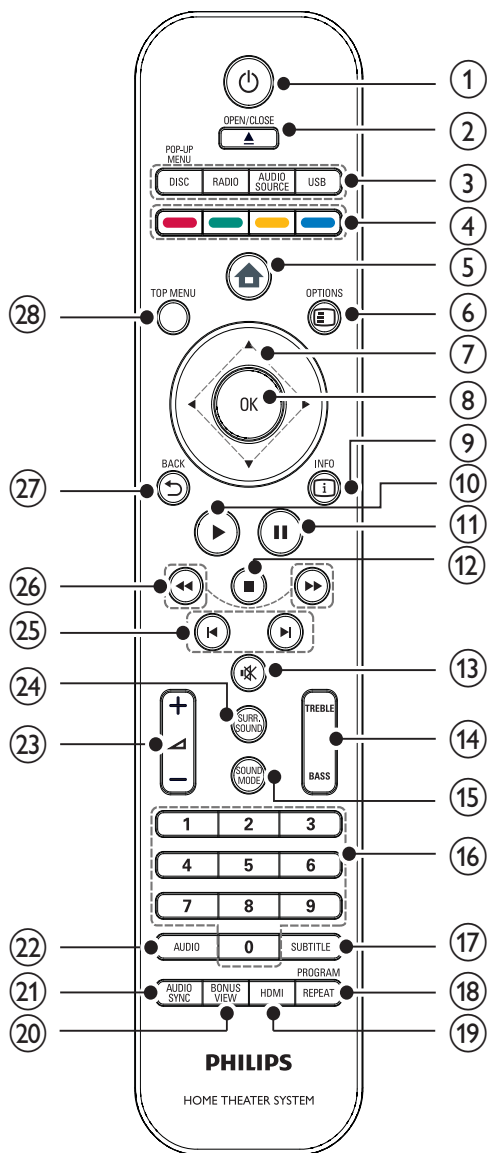 1
OPEN/CLOSE
2
POP-UP
MENU
DISC
RADIO
AUDIO
SOURCE
USB
3
4
5
TOP MENU
OPTIONS
28
6
7
OK
8
9
BACK
INFO
i
27
10
11
12
26
25
13
24
SURR.
SOUND
TREBLE
23
14
SOUND
MODE
BASS
15
1 2 3
4 5 6
16
7 8 9
22
AUDIO
0
SUBTITLE
17
PROGRAM
21
AUDIO
SYNC
BONUS
VIEW
HDMI
REPEAT
18
20
19
PHILIPS
HOME THEATER SYSTEM